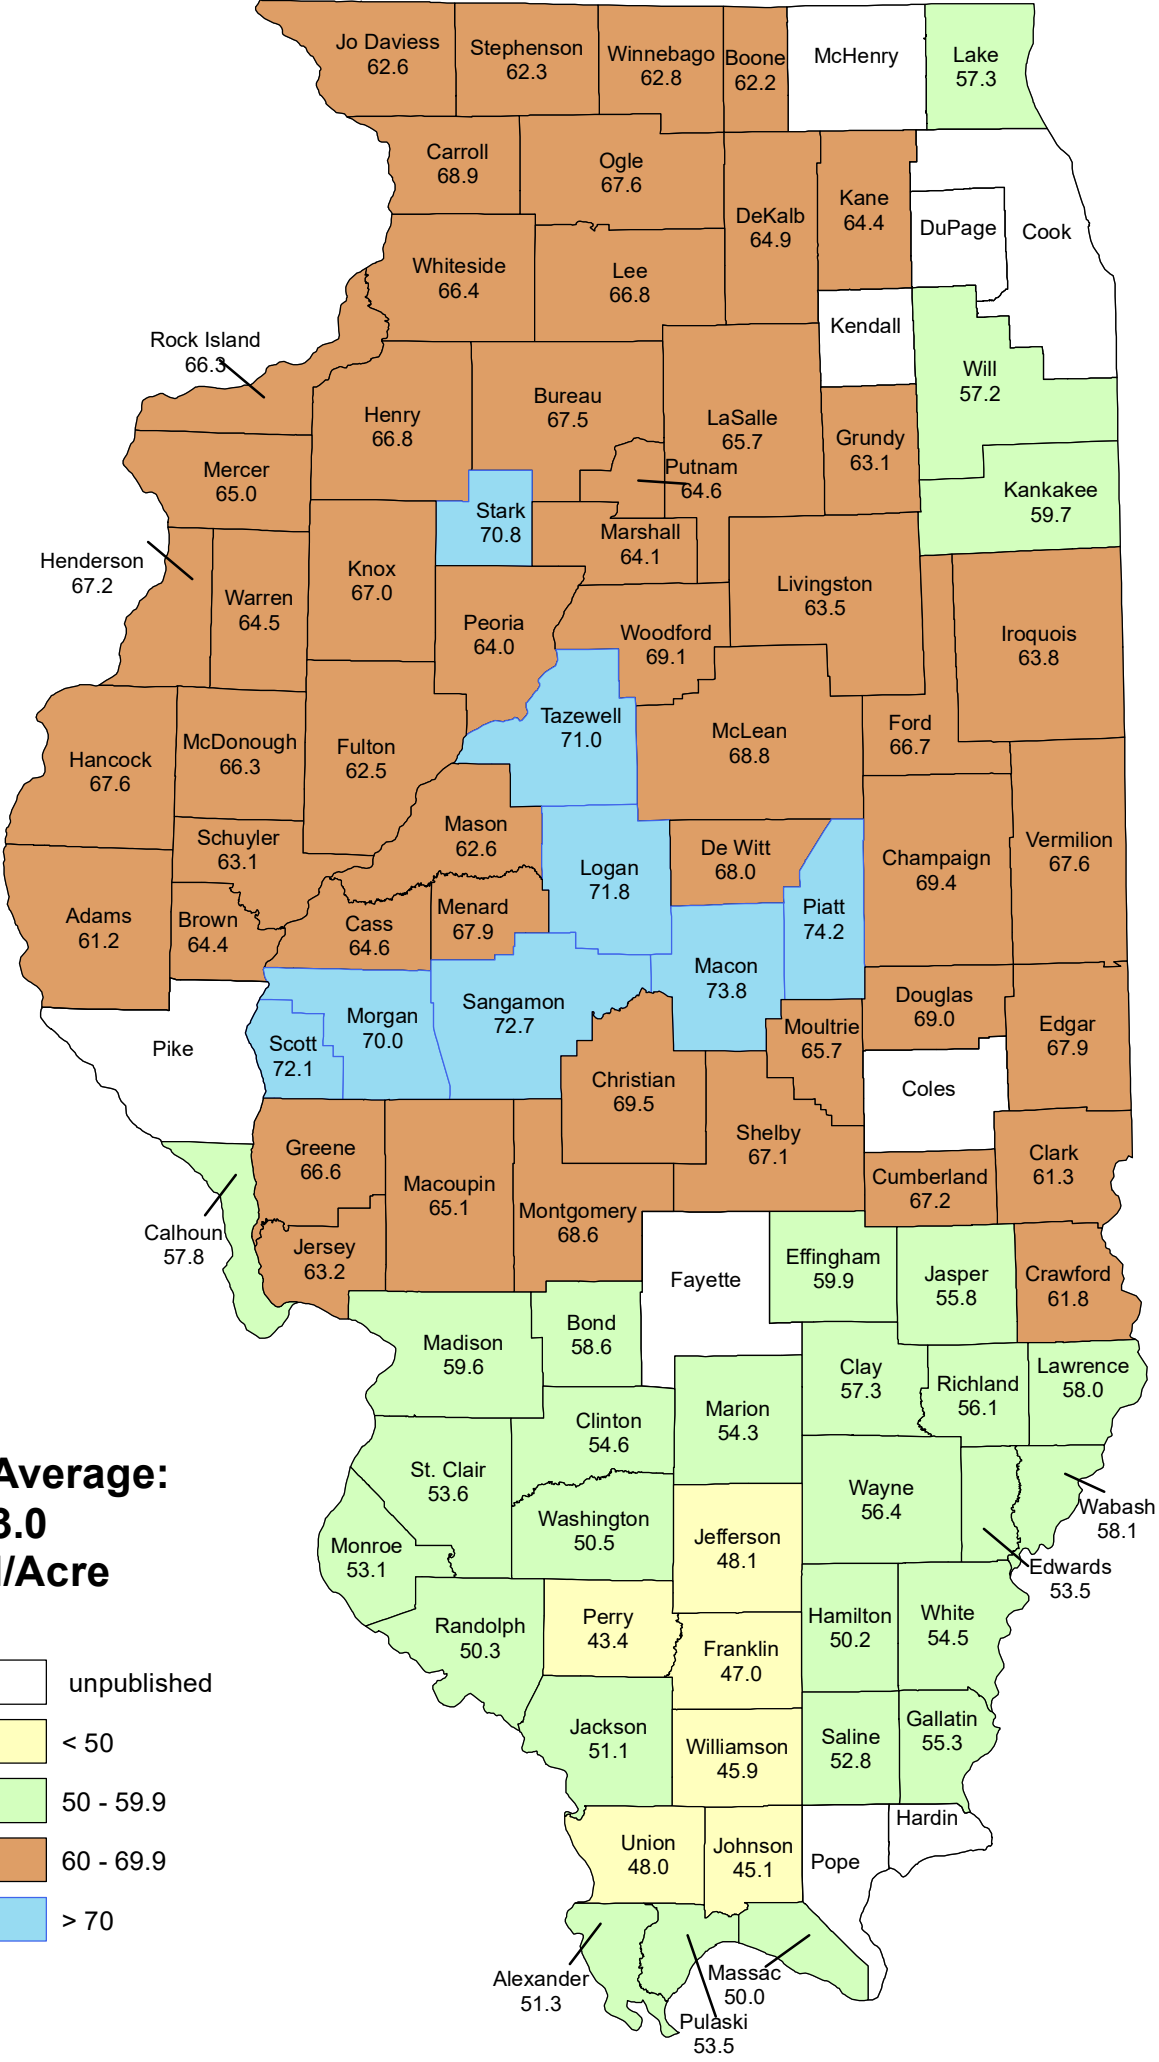 Jo Daviess
62.6
Stephenson
62.3
Winnebago
62.8
Boone
62.2
McHenry
Lake
57.3
Carroll
68.9
Ogle
67.6
DeKalb
64.9
Kane
64.4
DuPage
Cook
Whiteside
66.4
Lee
66.8
Kendall
Rock Island
66.3
Will
57.2
Henry
66.8
Bureau
67.5
LaSalle
65.7
Grundy
63.1
Putnam
64.6
Mercer
65.0
Kankakee
59.7
Stark
70.8
Marshall
64.1
Henderson
67.2
Warren
64.5
Knox
67.0
Peoria
64.0
Woodford
69.1
Livingston
63.5
Iroquois
63.8
Tazewell
71.0
McLean
68.8
Ford
66.7
Hancock
67.6
McDonough
66.3
Fulton
62.5
Mason
62.6
Schuyler
63.1
Logan
71.8
De Witt
68.0
Champaign
69.4
Vermilion
67.6
Adams
61.2
Brown
64.4
Cass
64.6
Menard
67.9
Piatt
74.2
Macon
73.8
Sangamon
72.7
Morgan
70.0
Scott
72.1
Pike
Douglas
69.0
Moultrie
65.7
Edgar
67.9
Christian
69.5
Coles
Shelby
67.1
Greene
66.6
Macoupin
65.1
Montgomery
68.6
Cumberland
67.2
Clark
61.3
Calhoun
57.8
Jersey
63.2
Fayette
Effingham
59.9
Jasper
55.8
Crawford
61.8
Madison
59.6
Bond
58.6
Clay
57.3
Richland
56.1
Lawrence
58.0
Clinton
54.6
Marion
54.3
St. Clair
53.6
Wayne
56.4
Wabash
58.1
Average:
3.0
/Acre
Washington
50.5
Jefferson
48.1
Monroe
53.1
Edwards
53.5
Randolph
50.3
Perry
43.4
Franklin
47.0
Hamilton
50.2
White
54.5
Jackson
51.1
Williamson
45.9
Saline
52.8
Gallatin
55.3
unpublished
< 50
50 - 59.9
60 - 69.9
> 70
Union
48.0
Johnson
45.1
Pope
Hardin
Alexander
51.3
Massac
50.0
Pulaski
53.5